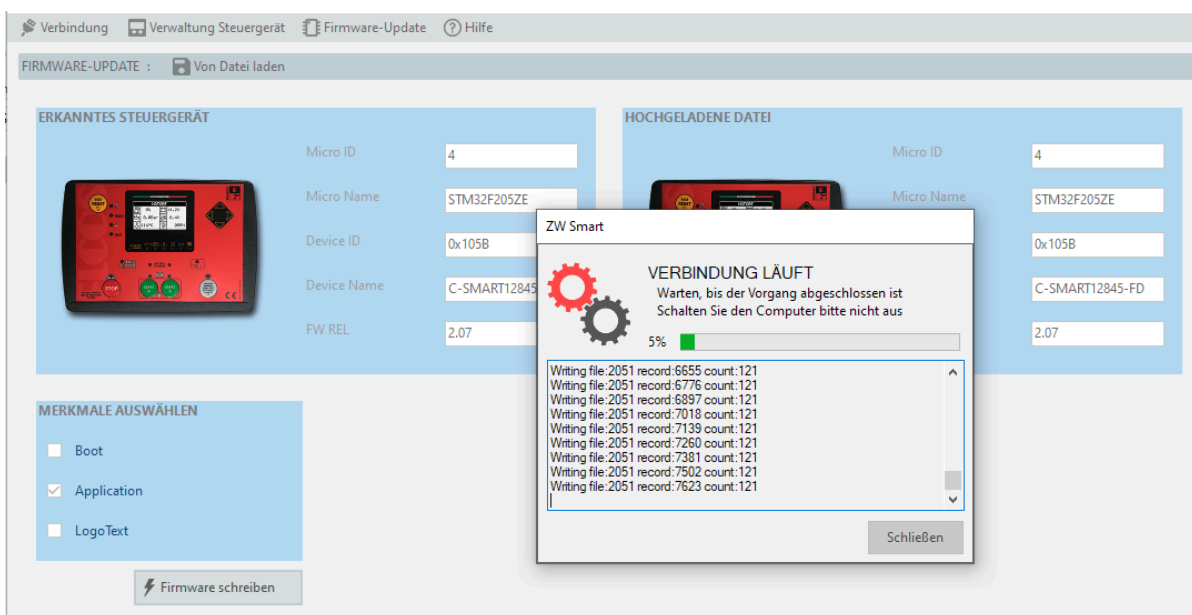 Verbindung Verwaltung Steuergerät Firmware-Update Hilfe
FIRMWARE-UPDATE : Von Datei laden
ERKANNTES STEUERGERÄT
Micro ID 4
Micro Name STM32F205ZE
Device ID 0x105B
Device Name C-SMART12845
FW REL 2.07
HOCHGELADENE DATEI
Micro ID 4
Micro Name STM32F205ZE
0x105B
C-SMART12845-FD
2.07
ZW Smart
VERBINDUNG LÄUFT
Warten, bis der Vorgang abgeschlossen ist
Schalten Sie den Computer bitte nicht aus
5%
Writing file:2051 record:6655 count:121
Writing file:2051 record:6776 count:121
Writing file:2051 record:6897 count:121
Writing file:2051 record:7018 count:121
Writing file:2051 record:7139 count:121
Writing file:2051 record:7260 count:121
Writing file:2051 record:7381 count:121
Writing file:2051 record:7502 count:121
Writing file:2051 record:7623 count:121
Schließen
MERKMALE AUSWÄHLEN
Boot
Application
LogoText
Firmware schreiben